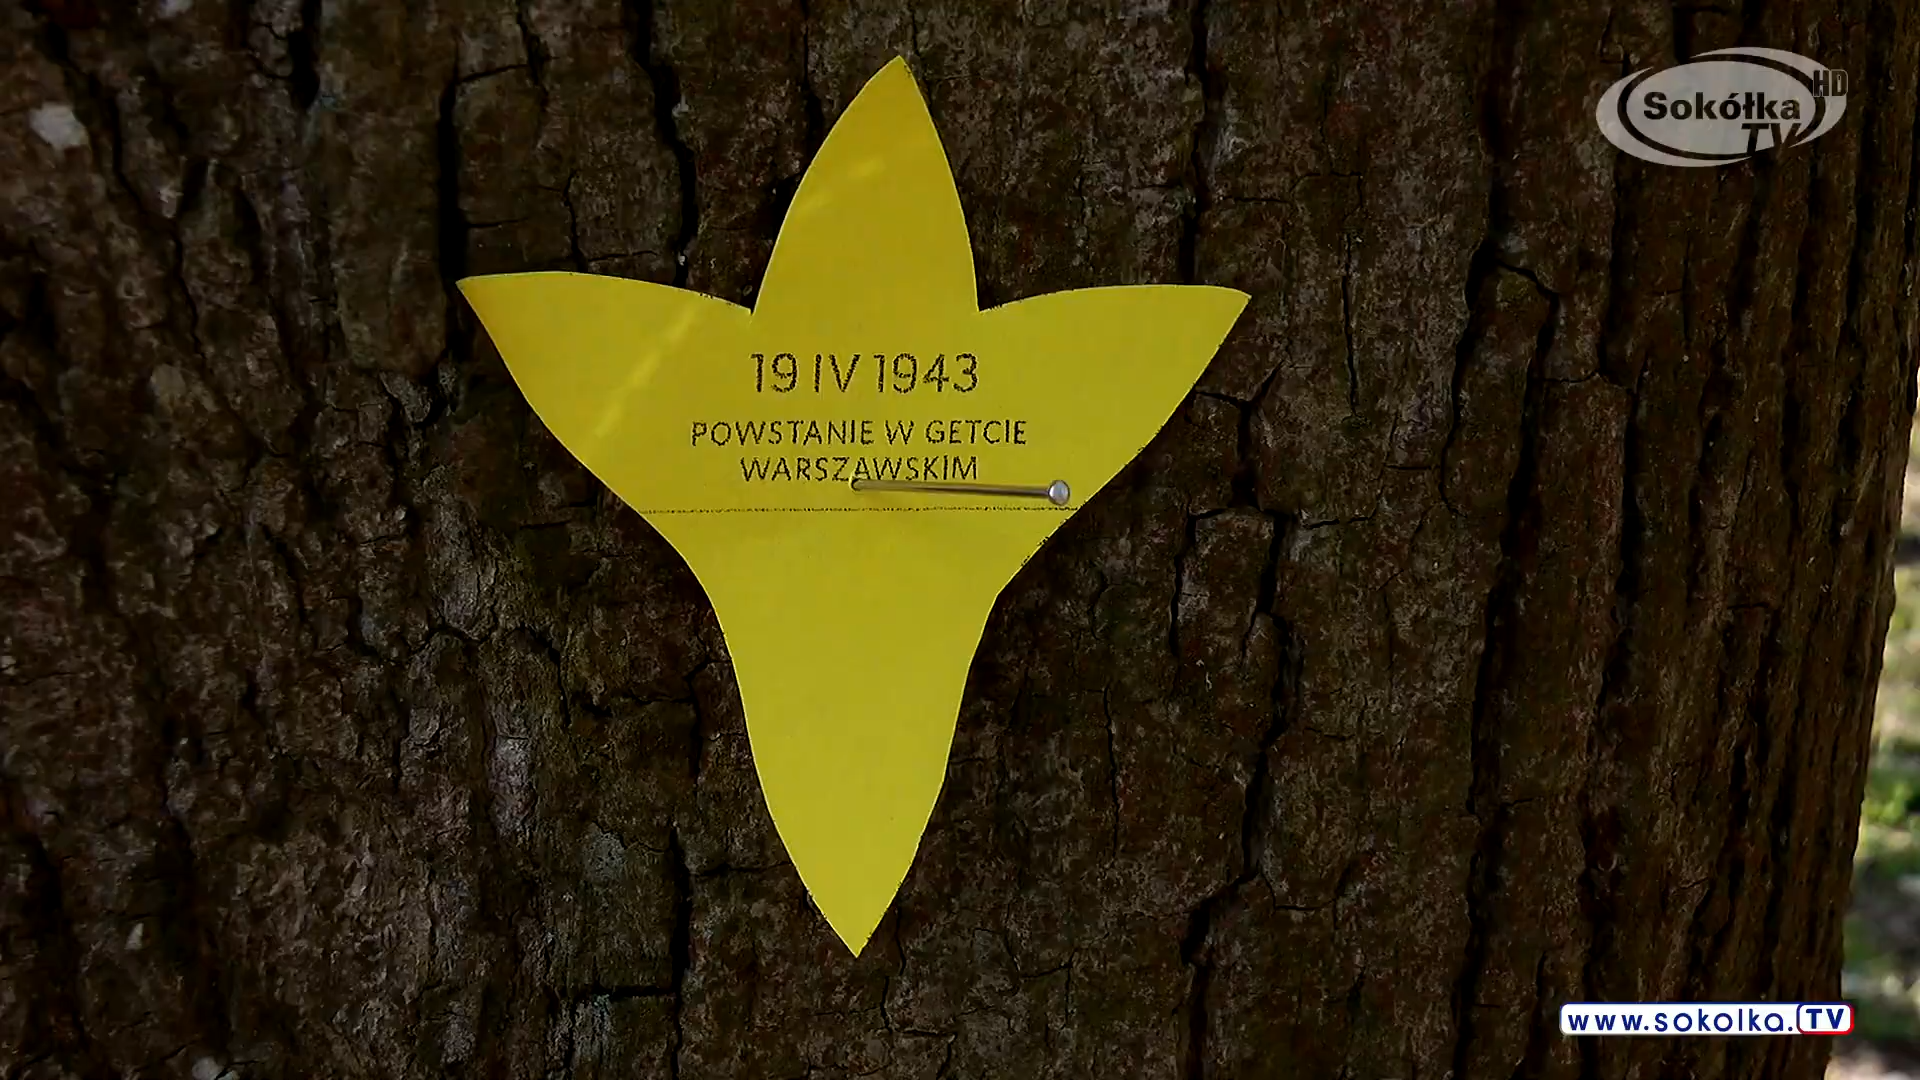 HD
Sokółka
TV
19 IV 1943
POWSTANIE W GETCIE
WARSZAWSKIM
www.sokolka.TV